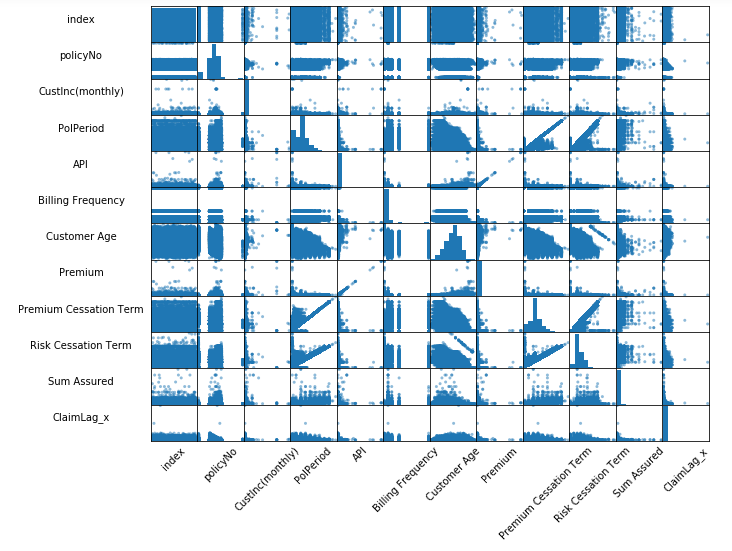 index
policyNo
CustInc(monthly)
PolPeriod
API
Billing Frequency
Customer Age
Premium
Premium Cessation Term
Risk Cessation Term
Sum Assured
ClaimLag_x
index
policyNo
CustInc(monthly)
PolPeriod
API
Billing Frequency
Customer Age
Premium
Premium Cessation Term
Risk Cessation Term
Sum Assured
ClaimLag_x